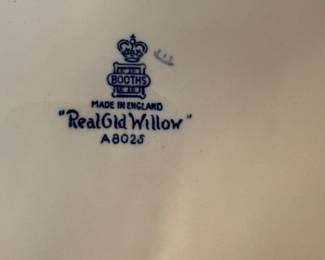 BOOTHS
MADE IN ENGLAND
"Real Old Willow"
A8025